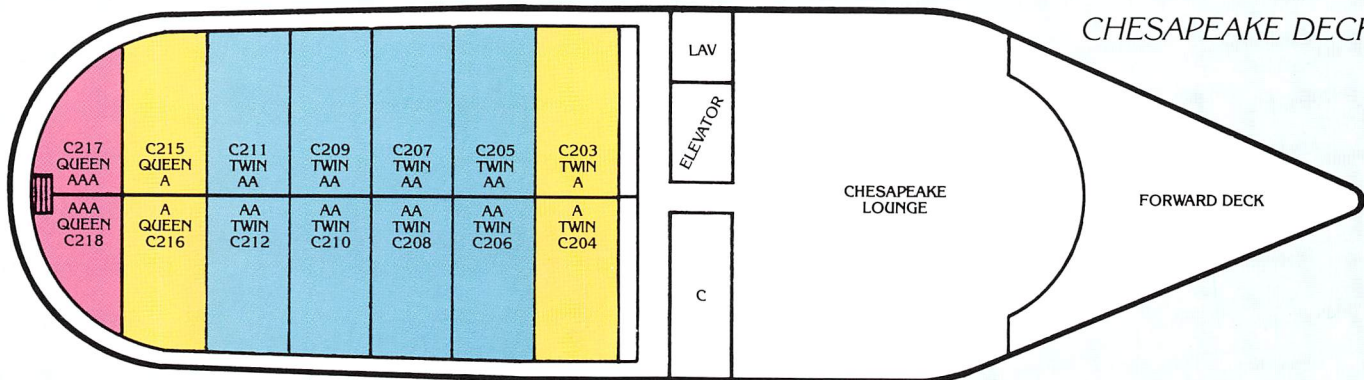 CHESAPEAKE DECK
LAV
ELEVATOR
C217
QUEEN
AAA
C215
QUEEN
A
C211
TWIN
AA
C209
TWIN
AA
C207
TWIN
AA
C205
TWIN
AA
C203
TWIN
A
AAA
QUEEN
C218
A
QUEEN
C216
AA
TWIN
C212
AA
TWIN
C210
AA
TWIN
C208
AA
TWIN
C206
A
TWIN
C204
C
CHESAPEAKE
LOUNGE
FORWARD DECK